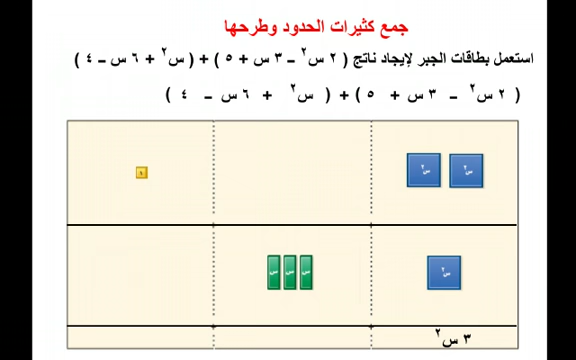 جمع كثيرات الحدود وطرحها
استعمل بطاقات الجبر لإيجاد ناتج ( ٢ س٢ – ٣ س + ٥ ) + ( س٢ + ٦ س – ٤ )
( ٢ س٢ – ٣ س + ٥ ) + ( س٢ + ٦ س – ٤ )
س٢ س٢ ١
س٢ س س س
٣ س٢